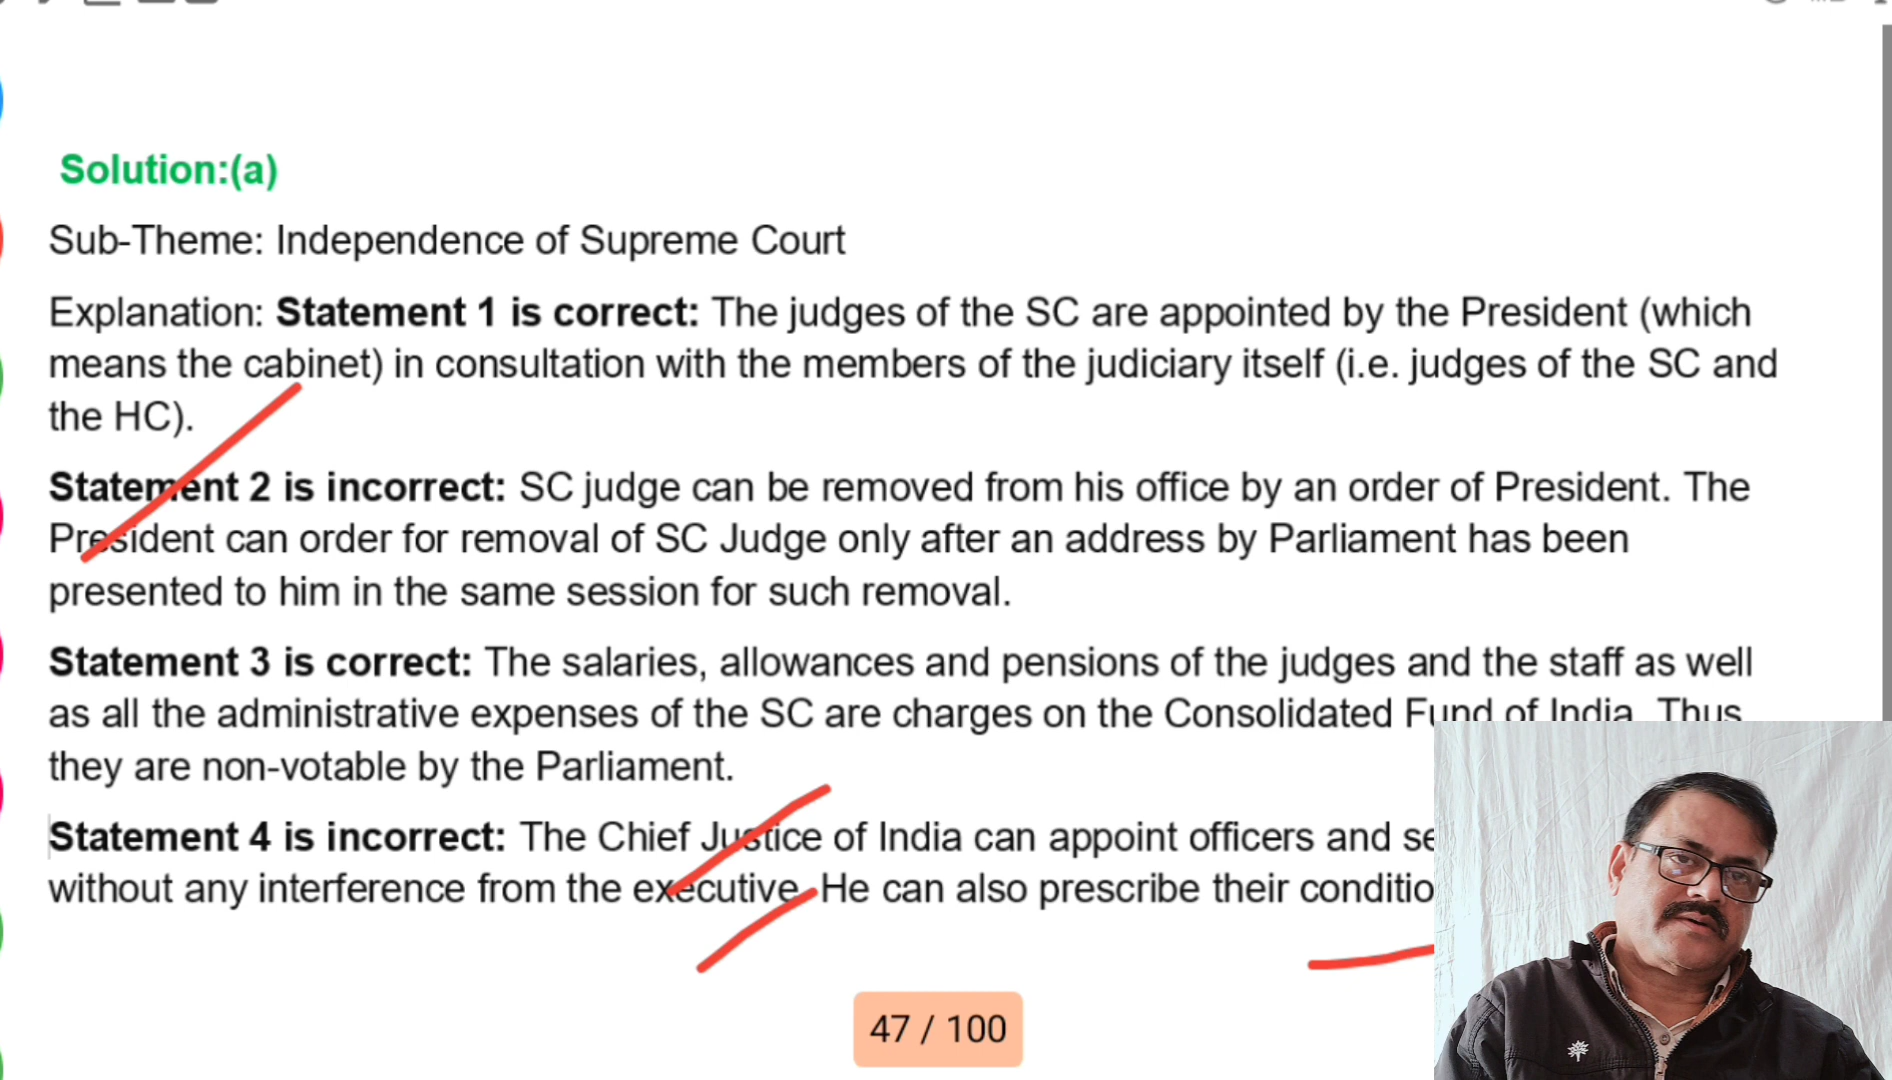 Solution:(a)
Sub-Theme: Independence of Supreme Court
Explanation: Statement 1 is correct: The judges of the SC are appointed by the President (which
means the cabinet) in consultation with the members of the judiciary itself (i.e. judges of the SC and
the HC).
Statement 2 is incorrect: SC judge can be removed from his office by an order of President. The
President can order for removal of SC Judge only after an address by Parliament has been
presented to him in the same session for such removal.
Statement 3 is correct: The salaries, allowances and pensions of the judges and the staff as well
as all the administrative expenses of the SC are charges on the Consolidated Fund of India. Thus
they are non-votable by the Parliament.
Statement 4 is incorrect: The Chief Justice of India can appoint officers and se
without any interference from the executive. He can also prescribe their conditio
47 / 100